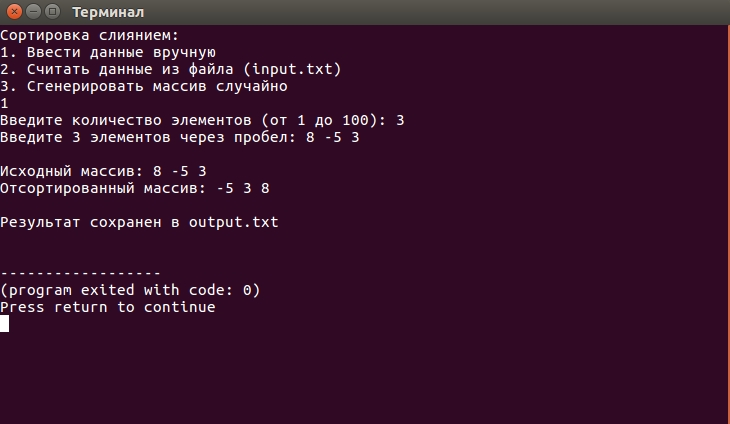 Терминал
Сортировка слиянием:
1. Ввести данные вручную
2. Считать данные из файла (input.txt)
3. Сгенерировать массив случайно
1
Введите количество элементов (от 1 до 100): 3
Введите 3 элементов через пробел: 8 -5 3
Исходный массив: 8 -5 3
Отсортированный массив: -5 3 8
Результат сохранен в output.txt
------------------
(program exited with code: 0)
Press return to continue